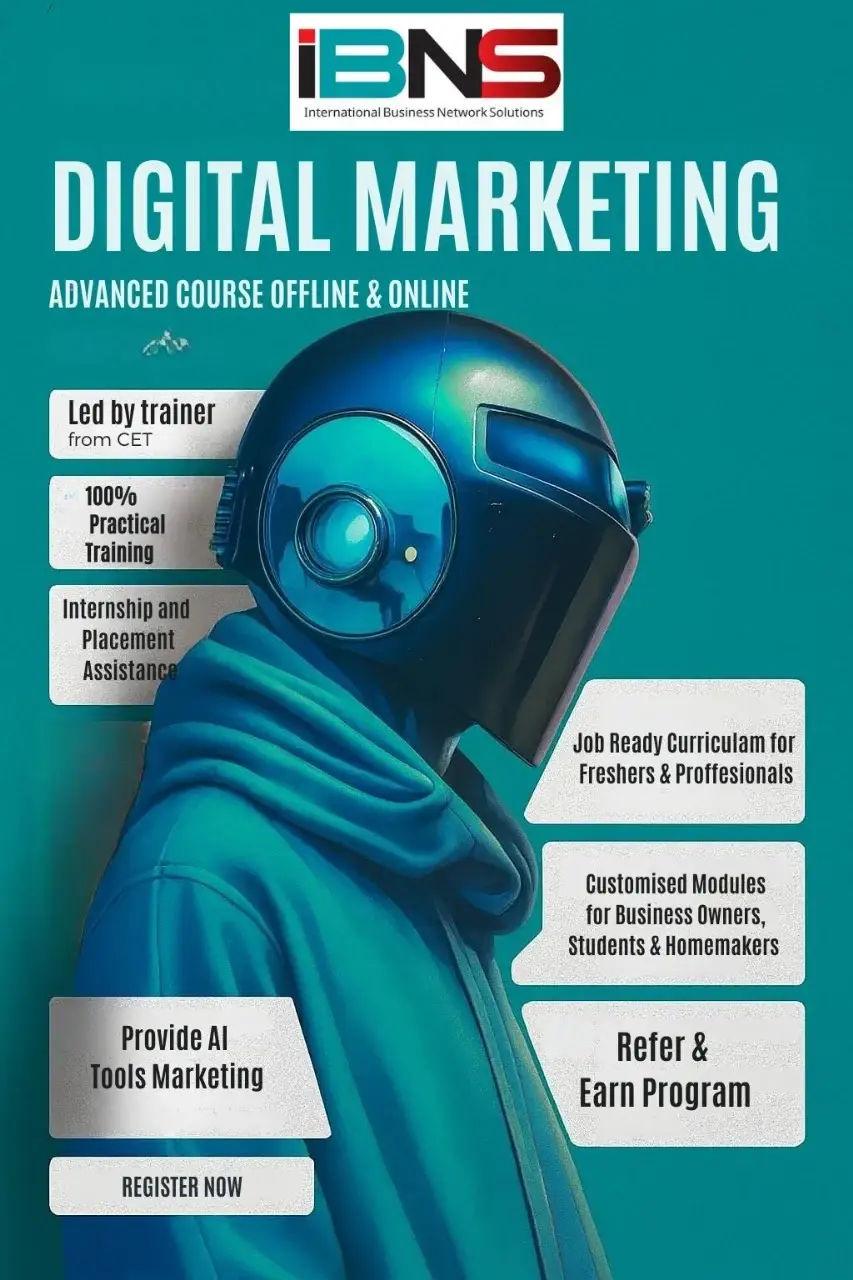 iBNS
International Business Network Solutions
DIGITAL MARKETING
ADVANCED COURSE OFFLINE & ONLINE
Led by trainer
from CET
100%
Practical
Training
Internship and
Placement
Assistance
Job Ready Curriculam for
Freshers & Proffesionals
Customised Modules
for Business Owners,
Students & Homemakers
Provide AI
Tools Marketing
Refer &
Earn Program
REGISTER NOW